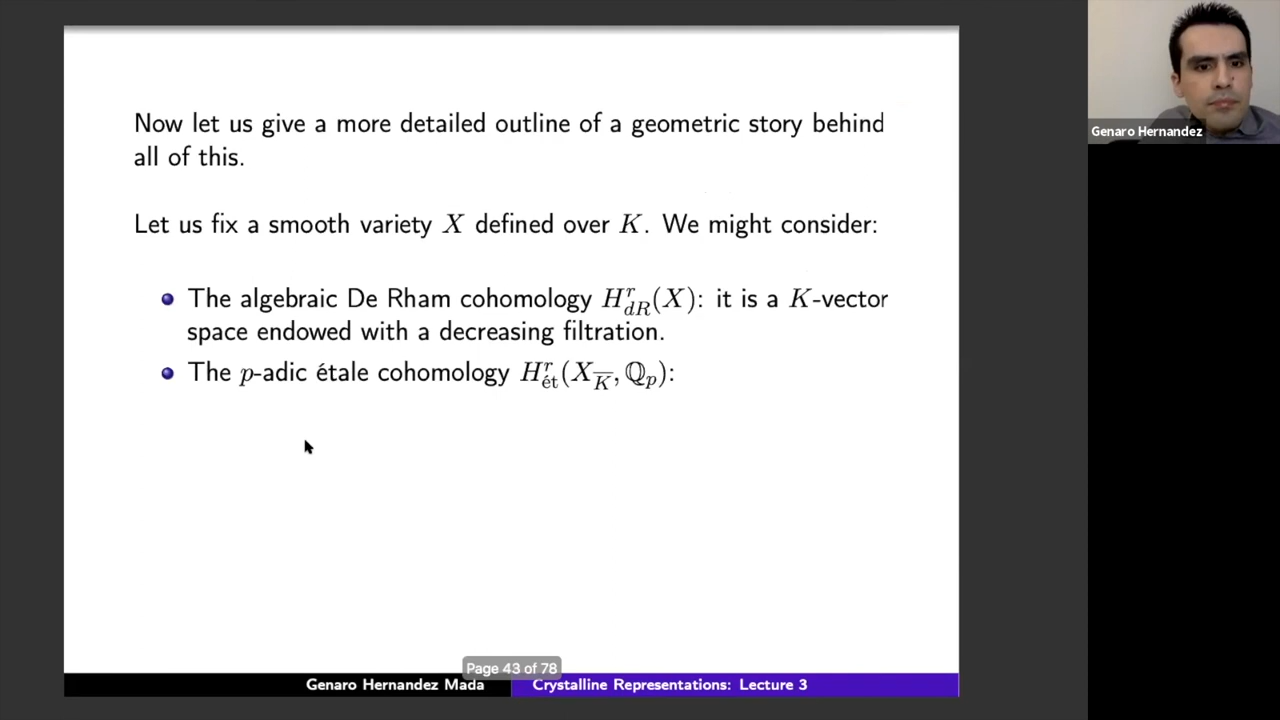 Now let us give a more detailed outline of a geometric story behind
all of this.
Let us fix a smooth variety X defined over K. We might consider:
The algebraic De Rham cohomology H^r_{dR}(X): it is a K-vector
space endowed with a decreasing filtration.
The p-adic étale cohomology H^r_{ét}(X_{\overline{K}}, ℚ_p):
Page 43 of 78
Genaro Hernandez Mada Crystalline Representations: Lecture 3
Genaro Hernandez